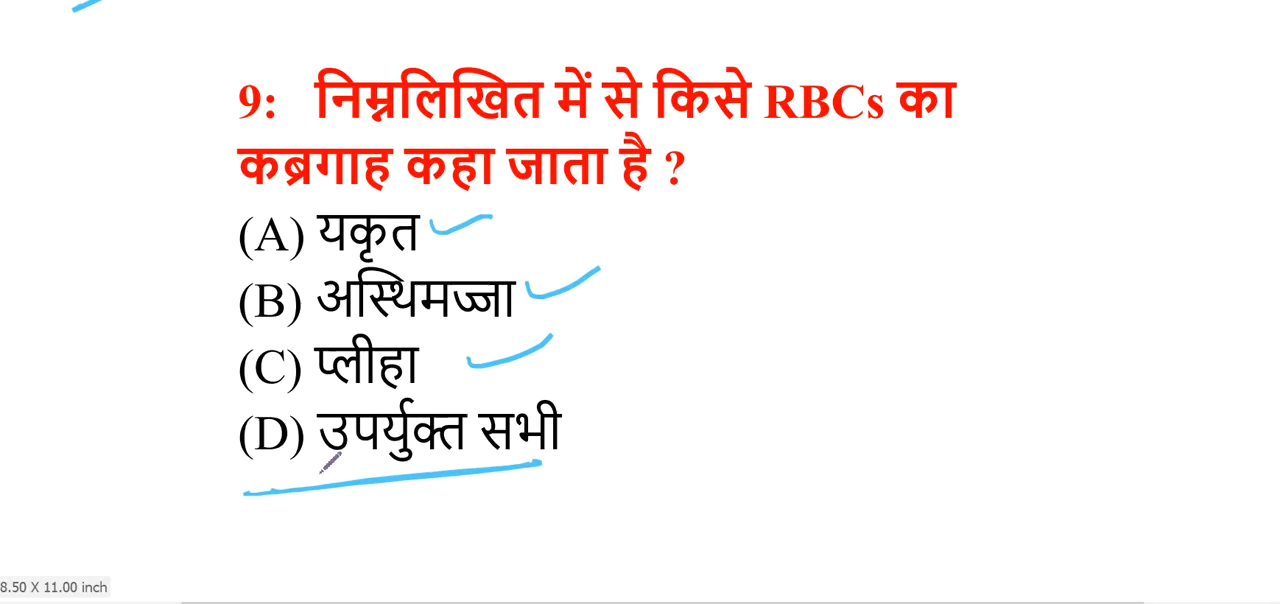 9: निम्नलिखित में से किसे RBCs का
कब्रगाह कहा जाता है ?
(A) यकृत
(B) अस्थिमज्जा
(C) प्लीहा
(D) उपर्युक्त सभी
8.50 X 11.00 inch